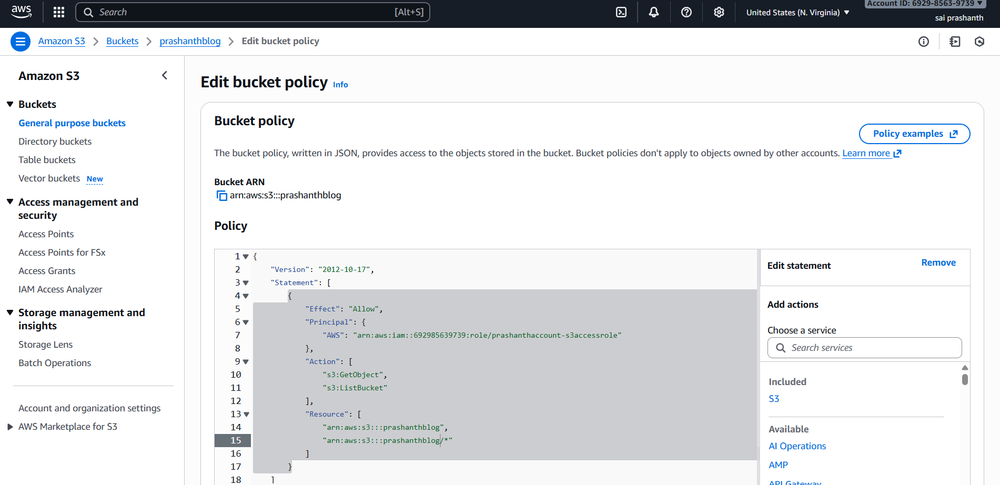 aws
Search [Alt+S]
United States (N. Virginia)
Account ID: 6929-8563-9739
sai prashanth
Amazon S3 > Buckets > prashanthblog > Edit bucket policy
Amazon S3
Buckets
General purpose buckets
Directory buckets
Table buckets
Vector buckets New
Access management and
security
Access Points
Access Points for FSx
Access Grants
IAM Access Analyzer
Storage management and
insights
Storage Lens
Batch Operations
Account and organization settings
AWS Marketplace for S3
Edit bucket policy Info
Bucket policy
Policy examples
The bucket policy, written in JSON, provides access to the objects stored in the bucket. Bucket policies don't apply to objects owned by other accounts. Learn more
Bucket ARN
arn:aws:s3:::prashanthblog
Policy
1 {
2 "Version": "2012-10-17",
3 "Statement": [
4 {
5 "Effect": "Allow",
6 "Principal": {
7 "AWS": "arn:aws:iam::692985639739:role/prashanthaccount-s3accessrole"
8 },
9 "Action": [
10 "s3:GetObject",
11 "s3:ListBucket"
12 ],
13 "Resource": [
14 "arn:aws:s3:::prashanthblog",
15 "arn:aws:s3:::prashanthblog/*"
16 ]
17 }
18 ]
Edit statement Remove
Add actions
Choose a service
Search services
Included
S3
Available
AI Operations
AMP
API Gateway